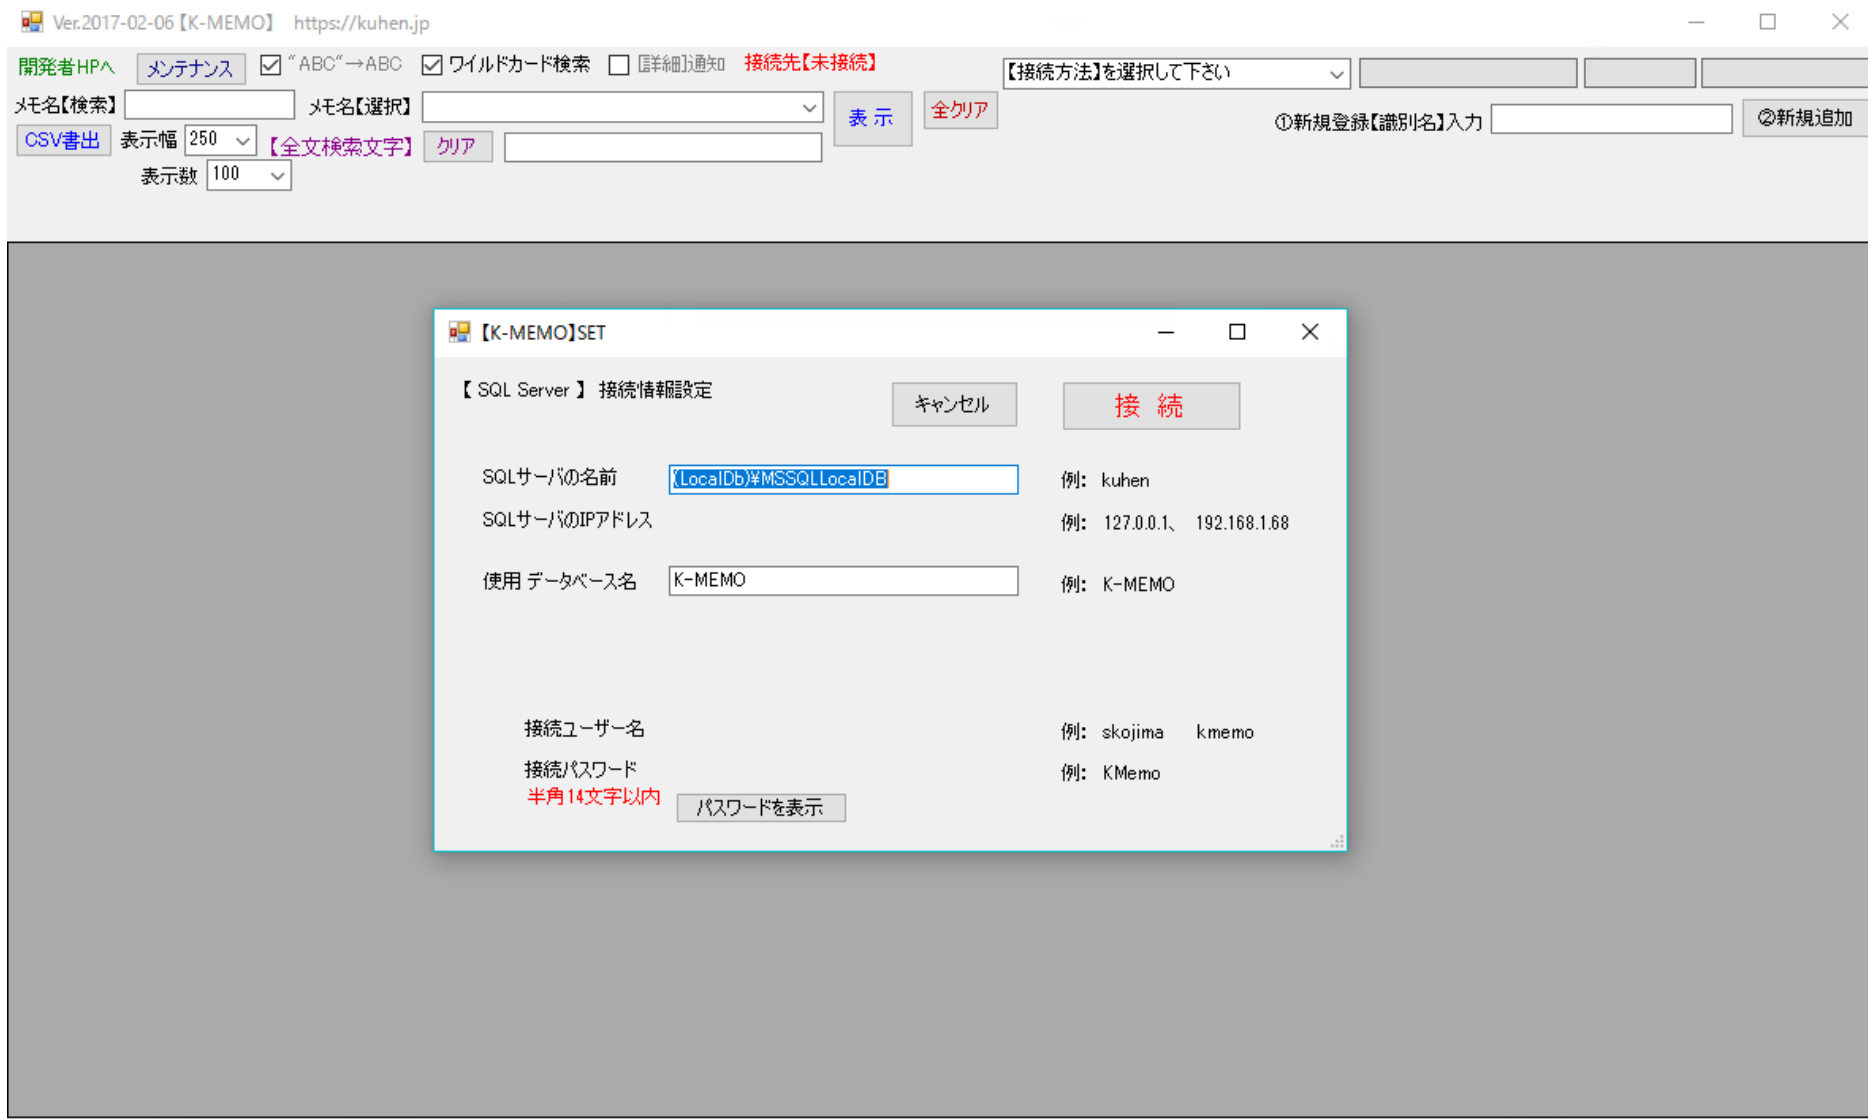 Ver.2017-02-06【K-MEMO】 https://kuhen.jp
開発者HPへ メンテナンス "ABC"→ABC ワイルドカード検索 [詳細]通知 接続先【未接続】 【接続方法】を選択して下さい
メモ名【検索】 メモ名【選択】 表 示 全クリア ①新規登録【識別名】入力 ②新規追加
CSV書出 表示幅 250 【全文検索文字】 クリア
表示数 100
【K-MEMO】SET
【 SQL Server 】 接続情報設定 キャンセル 接 続
SQLサーバの名前 (LocalDb)¥MSSQLLocalDB 例： kuhen
SQLサーバのIPアドレス 例： 127.0.0.1、 192.168.1.68
使用 データベース名 K-MEMO 例： K-MEMO
接続ユーザー名 例： skojima kmemo
接続パスワード 例： KMemo
半角14文字以内 パスワードを表示